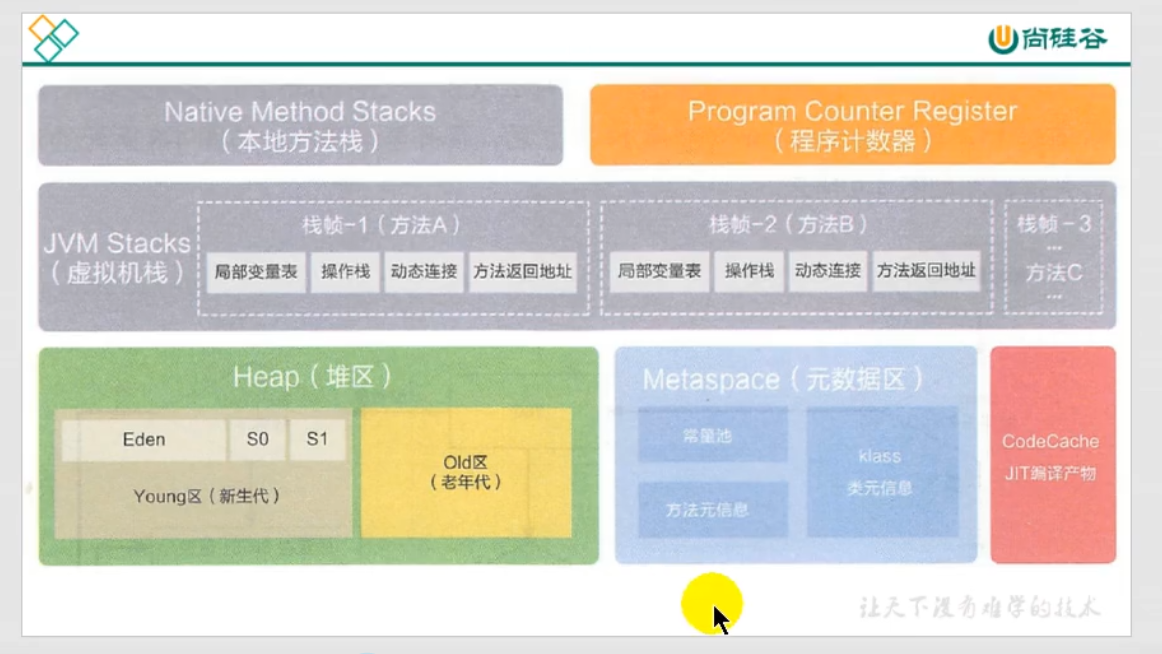 尚硅谷
Native Method Stacks
（本地方法栈）
Program Counter Register
（程序计数器）
JVM Stacks
（虚拟机栈）
栈帧-1（方法A）
局部变量表 操作栈 动态连接 方法返回地址
栈帧-2（方法B）
局部变量表 操作栈 动态连接 方法返回地址
栈帧-3
...
方法C
...
Heap（堆区）
Eden S0 S1
Young区（新生代）
Old区
（老年代）
Metaspace（元数据区）
常量池
方法元信息
klass
类元信息
CodeCache
JIT编译产物
让天下没有难学的技术